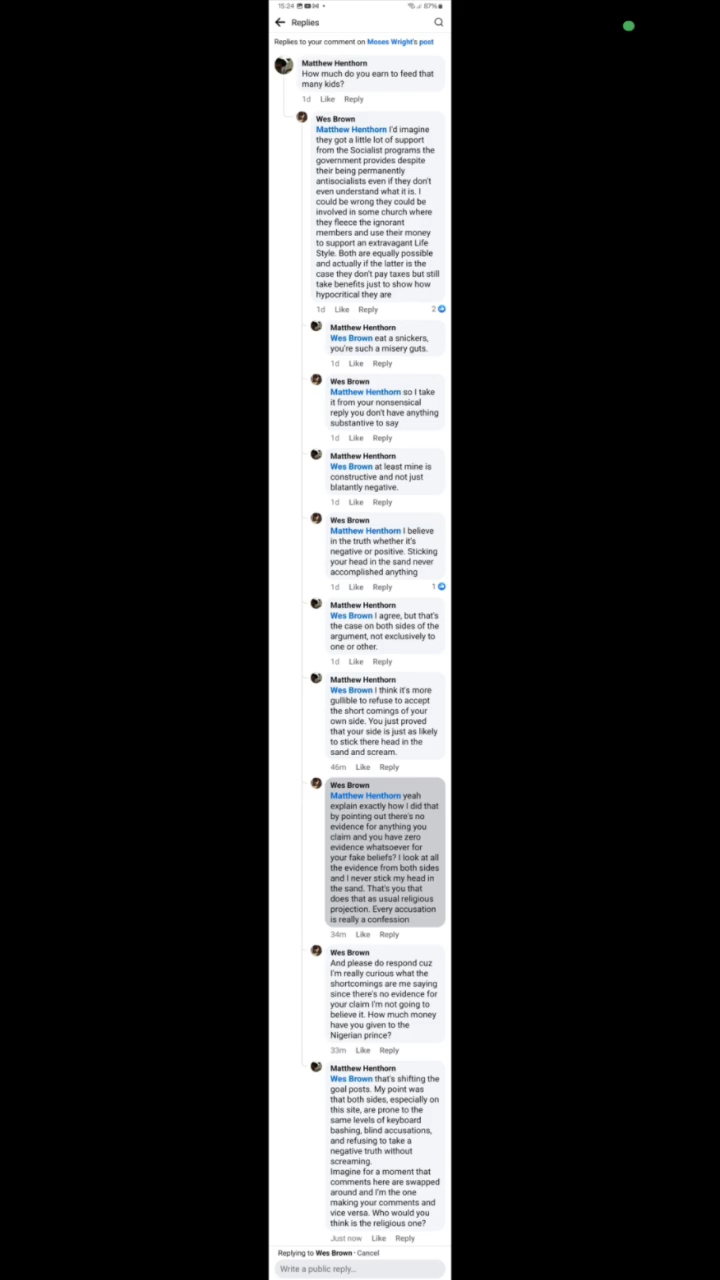 15:24
87%
Replies
Replies to your comment on Moses Wright's post
Matthew Henthorn
How much do you earn to feed that
many kids?
1d Like Reply
Wes Brown
Matthew Henthorn I'd imagine
they got a little lot of support
from the Socialist programs the
government provides despite
their being permanently
antisocialists even if they don't
even understand what it is. I
could be wrong they could be
involved in some church where
they fleece the ignorant
members and use their money
to support an extravagant Life
Style. Both are equally possible
and actually if the latter is the
case they don't pay taxes but still
take benefits just to show how
hypocritical they are
1d Like Reply 2
Matthew Henthorn
Wes Brown eat a snickers,
you're such a misery guts.
1d Like Reply
Wes Brown
Matthew Henthorn so I take
it from your nonsensical
reply you don't have anything
substantive to say
1d Like Reply
Matthew Henthorn
Wes Brown at least mine is
constructive and not just
blatantly negative.
1d Like Reply
Wes Brown
Matthew Henthorn I believe
in the truth whether it's
negative or positive. Sticking
your head in the sand never
accomplished anything
1d Like Reply 1
Matthew Henthorn
Wes Brown I agree, but that's
the case on both sides of the
argument, not exclusively to
one or other.
1d Like Reply
Matthew Henthorn
Wes Brown I think it's more
gullible to refuse to accept
the short comings of your
own side. You just proved
that your side is just as likely
to stick there head in the
sand and scream.
46m Like Reply
Wes Brown
Matthew Henthorn yeah
explain exactly how I did that
by pointing out there's no
evidence for anything you
claim and you have zero
evidence whatsoever for
your fake beliefs? I look at all
the evidence from both sides
and I never stick my head in
the sand. That's you that
does that as usual religious
projection. Every accusation
is really a confession
34m Like Reply
Wes Brown
And please do respond cuz
I'm really curious what the
shortcomings are me saying
since there's no evidence for
your claim I'm not going to
believe it. How much money
have you given to the
Nigerian prince?
33m Like Reply
Matthew Henthorn
Wes Brown that's shifting the
goal posts. My point was
that both sides, especially on
this site, are prone to the
same levels of keyboard
bashing, blind accusations,
and refusing to take a
negative truth without
screaming.
Imagine for a moment that
comments here are swapped
around and I'm the one
making your comments and
vice versa. Who would you
think is the religious one?
Just now Like Reply
Replying to Wes Brown · Cancel
Write a public reply...